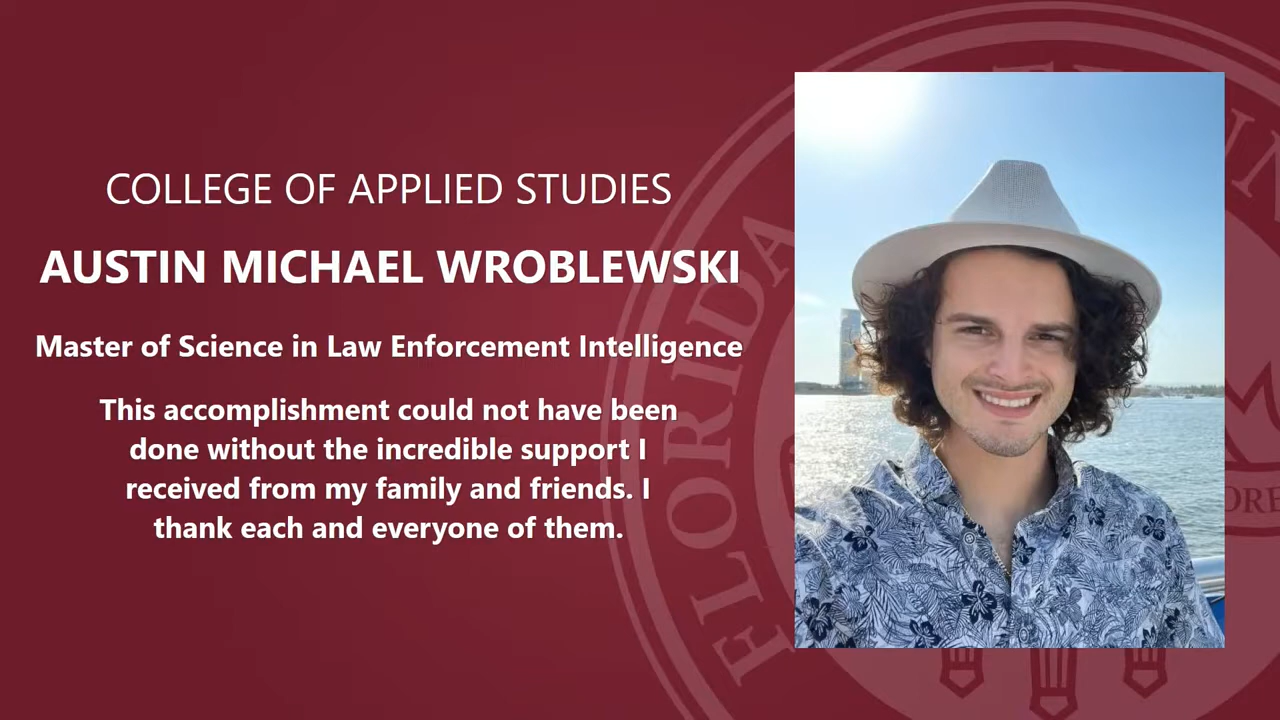 COLLEGE OF APPLIED STUDIES
AUSTIN MICHAEL WROBLEWSKI
Master of Science in Law Enforcement Intelligence
This accomplishment could not have been
done without the incredible support I
received from my family and friends. I
thank each and everyone of them.
FLORIDA